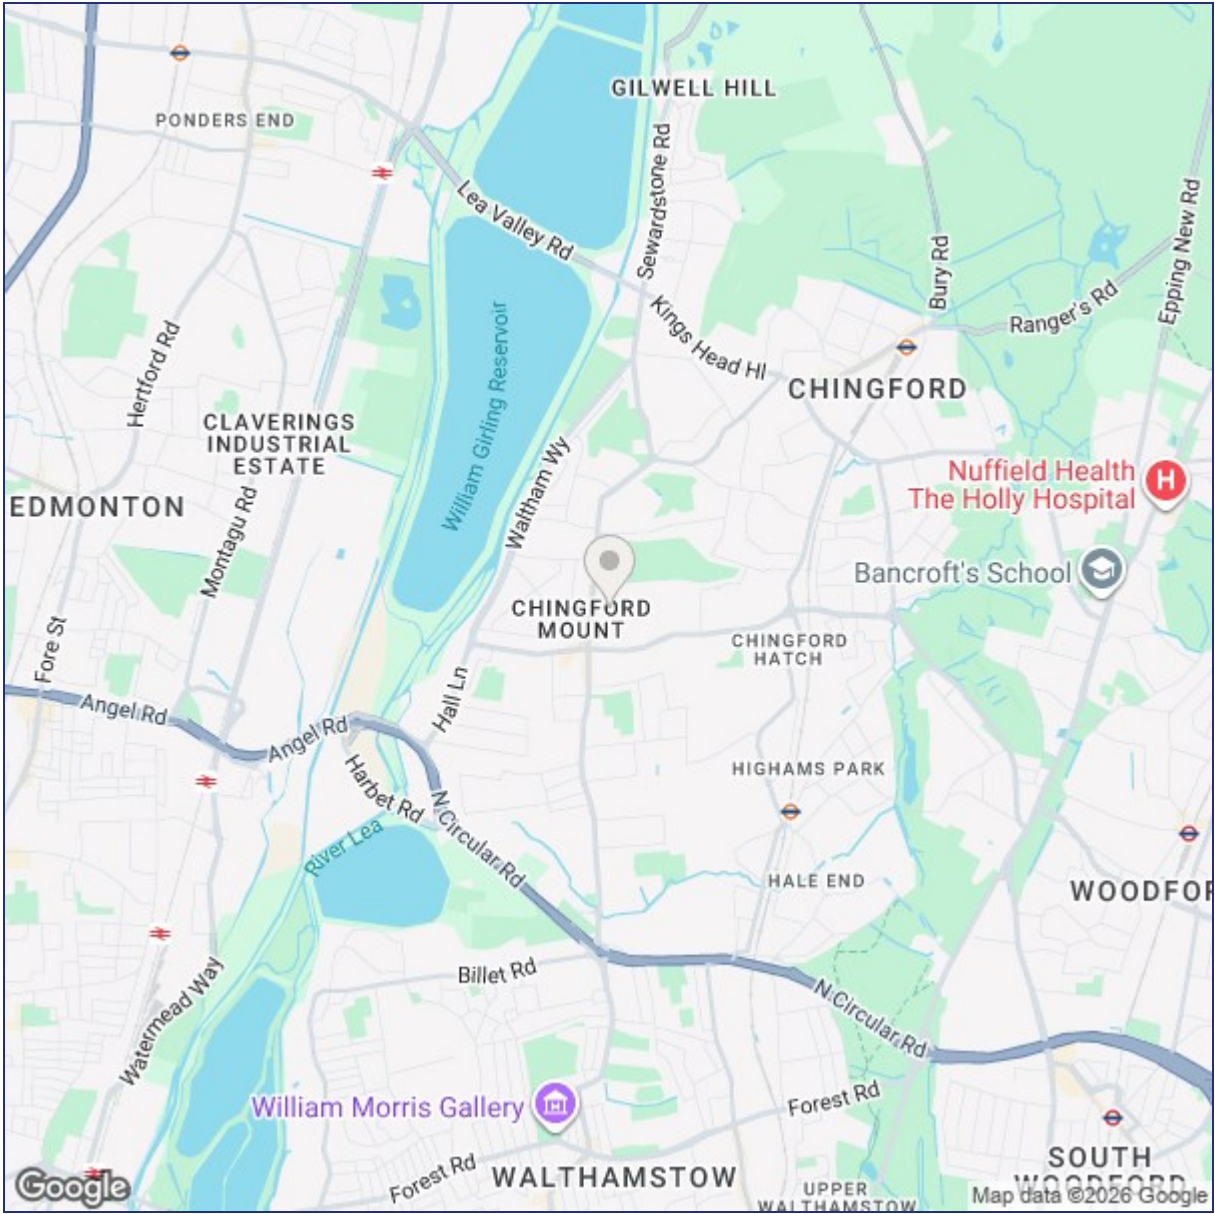 GILWELL HILL
PONDERS END
Sewardstone Rd
Lea Valley Rd
Bury Rd
Epping New Rd
Ranger's Rd
Kings Head Hl
Hertford Rd
William Girling Reservoir
CHINGFORD
CLAVERINGS
INDUSTRIAL
ESTATE
Waltham Wy
Nuffield Health
The Holly Hospital
H
EDMONTON
Montagu Rd
Bancroft's School
CHINGFORD
MOUNT
Fore St
CHINGFORD
HATCH
Hall Ln
Angel Rd
Angel Rd
Harbet Rd
HIGHAMS PARK
N Circular Rd
River Lea
HALE END
WOODFOR
Billet Rd
N Circular Rd
Watermead Way
William Morris Gallery
Forest Rd
Forest Rd
WALTHAMSTOW
SOUTH
WOODFORD
UPPER
WALTHAMSTOW
Google
Map data ©2026 Google